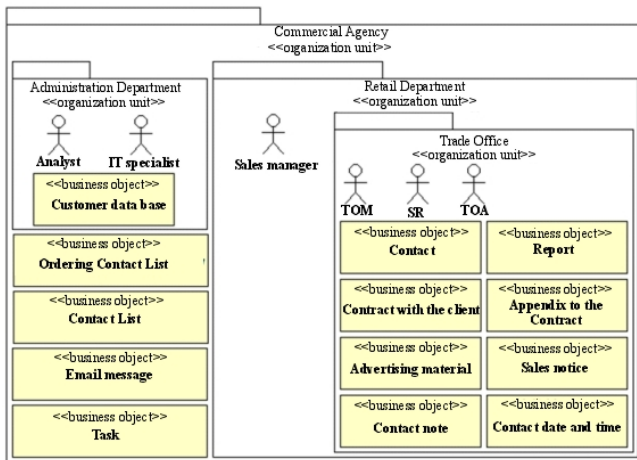 Commercial Agency
<<organization unit>>
Administration Department
<<organization unit>>
Analyst
IT specialist
<<business object>>
Customer data base
<<business object>>
Ordering Contact List
<<business object>>
Contact List
<<business object>>
Email message
<<business object>>
Task
Retail Department
<<organization unit>>
Sales manager
Trade Office
<<organization unit>>
TOM
SR
TOA
<<business object>>
Contact
<<business object>>
Report
<<business object>>
Contract with the client
<<business object>>
Appendix to the
Contract
<<business object>>
Advertising material
<<business object>>
Sales notice
<<business object>>
Contact note
<<business object>>
Contact date and time